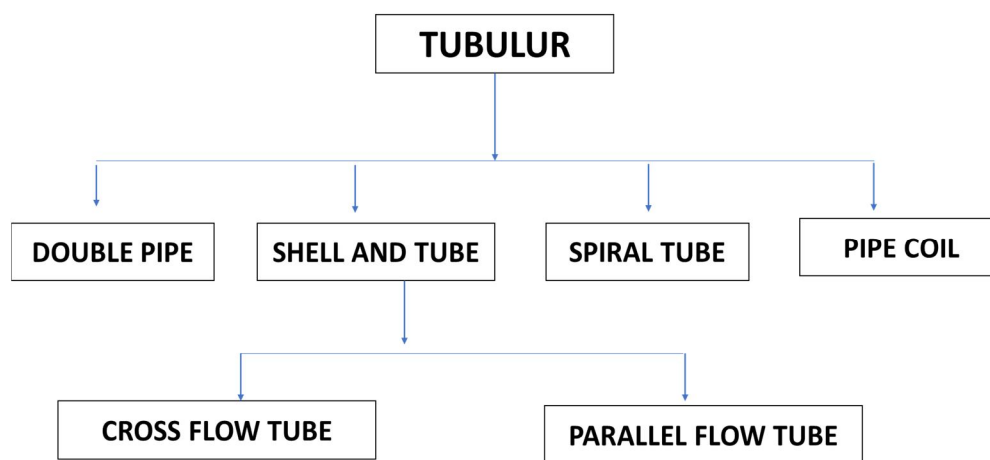 TUBULUR
DOUBLE PIPE
SHELL AND TUBE
SPIRAL TUBE
PIPE COIL
CROSS FLOW TUBE
PARALLEL FLOW TUBE